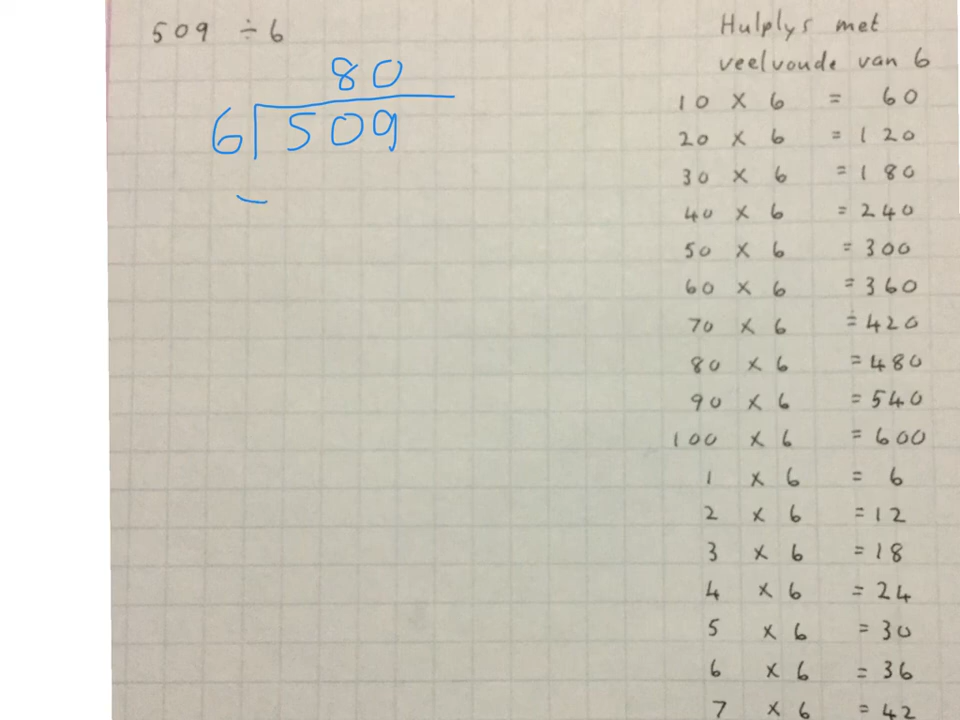 509 ÷ 6
80
6 509
–
Hulplys met
veelvoude van 6
10 × 6 = 60
20 × 6 = 120
30 × 6 = 180
40 × 6 = 240
50 × 6 = 300
60 × 6 = 360
70 × 6 = 420
80 × 6 = 480
90 × 6 = 540
100 × 6 = 600
1 × 6 = 6
2 × 6 = 12
3 × 6 = 18
4 × 6 = 24
5 × 6 = 30
6 × 6 = 36
7 × 6 = 42